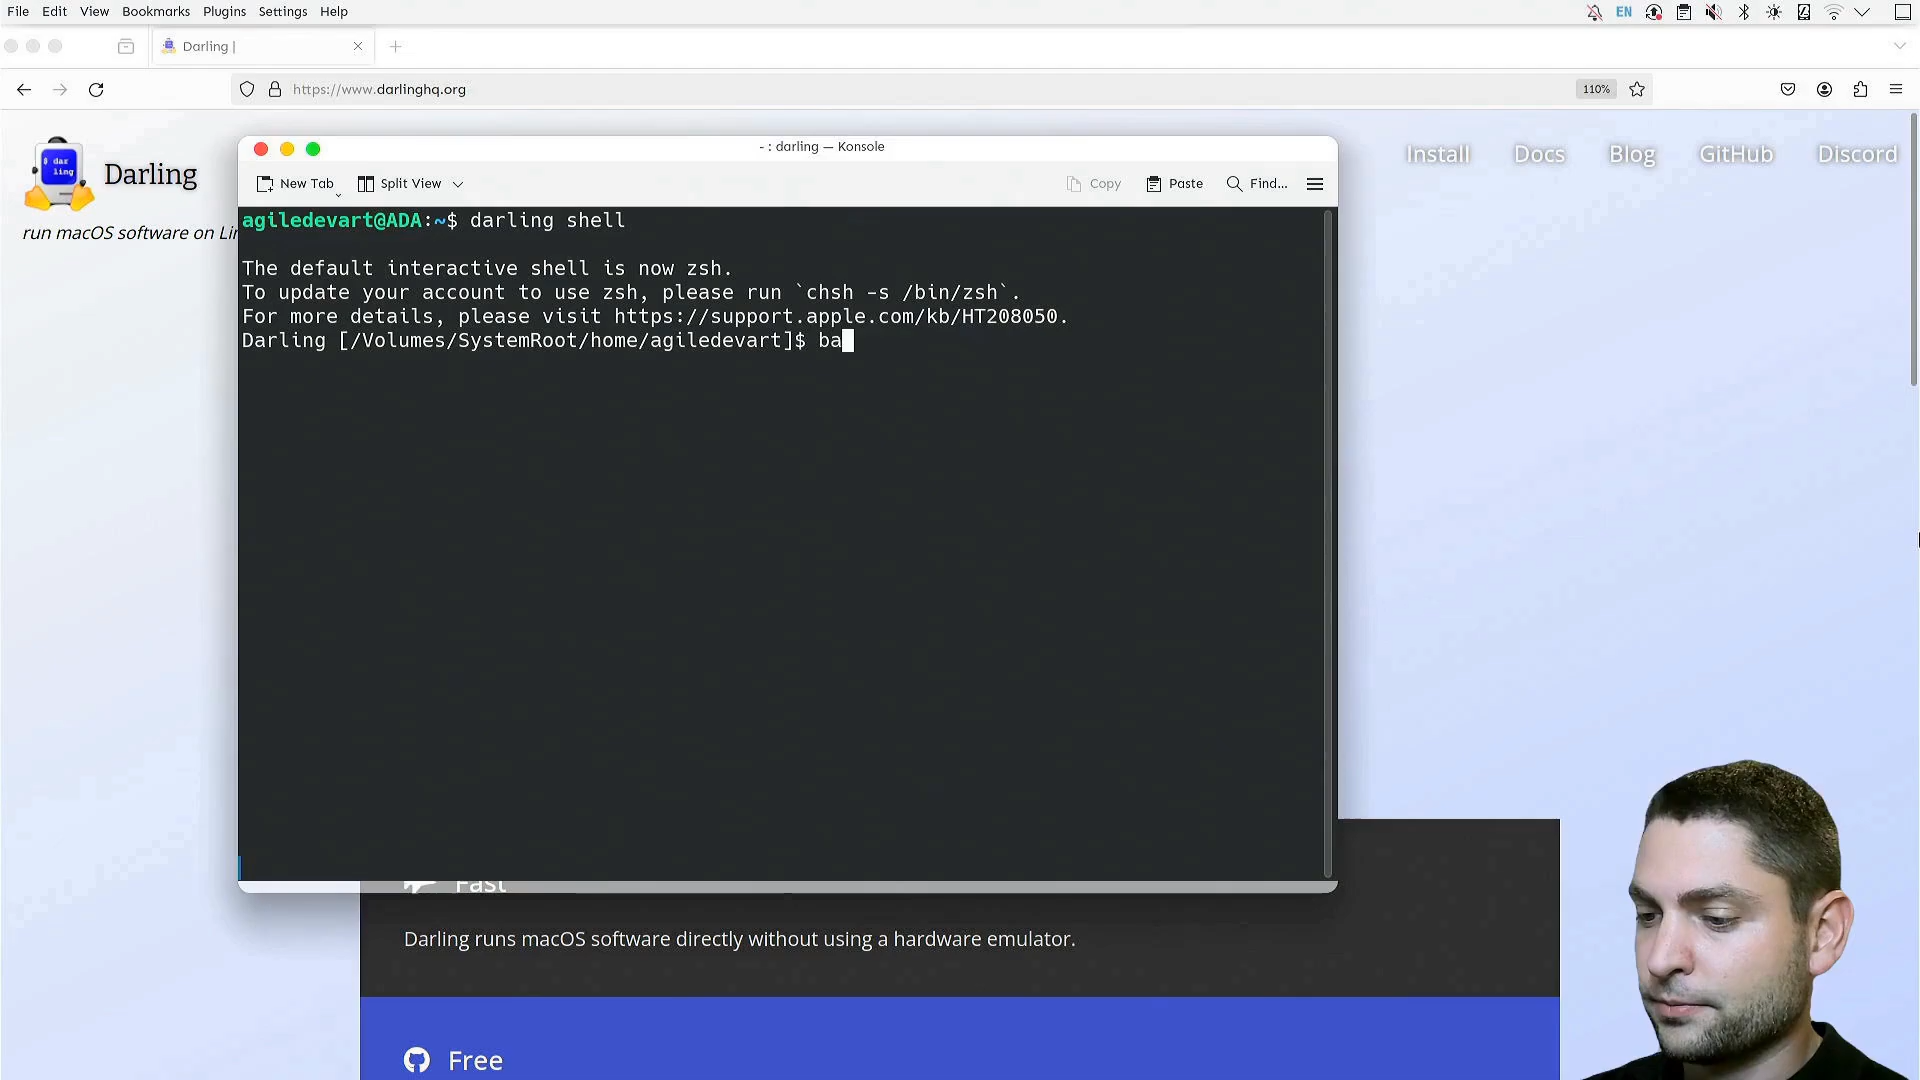 File Edit View Bookmarks Plugins Settings Help
EN
Darling |
https://www.darlinghq.org
110%
$ dar
ling
Darling
Install Docs Blog GitHub Discord
run macOS software on Lin
- : darling — Konsole
New Tab Split View Copy Paste Find...
agiledevart@ADA:~$ darling shell
The default interactive shell is now zsh.
To update your account to use zsh, please run `chsh -s /bin/zsh`.
For more details, please visit https://support.apple.com/kb/HT208050.
Darling [/Volumes/SystemRoot/home/agiledevart]$ ba
Fast
Darling runs macOS software directly without using a hardware emulator.
Free